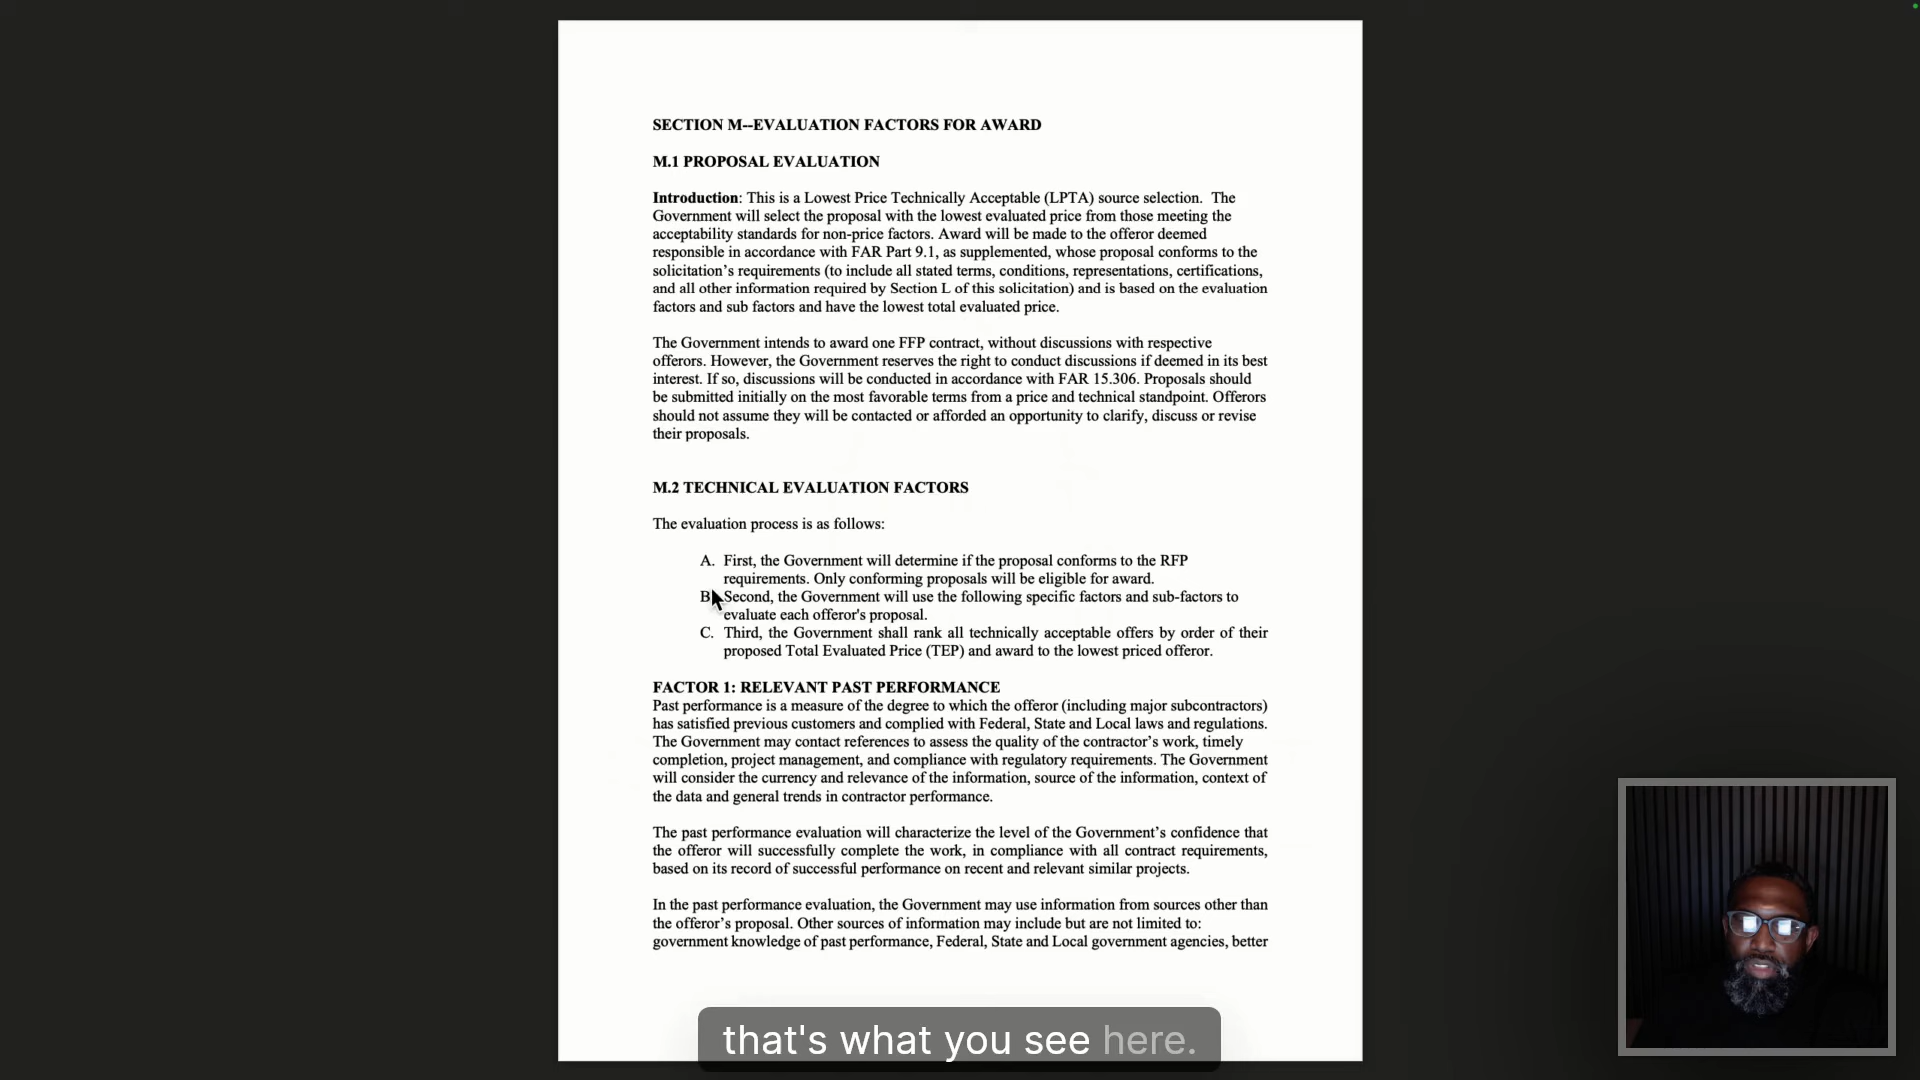 SECTION M--EVALUATION FACTORS FOR AWARD
M.1 PROPOSAL EVALUATION
Introduction: This is a Lowest Price Technically Acceptable (LPTA) source selection. The
Government will select the proposal with the lowest evaluated price from those meeting the
acceptability standards for non-price factors. Award will be made to the offeror deemed
responsible in accordance with FAR Part 9.1, as supplemented, whose proposal conforms to the
solicitation’s requirements (to include all stated terms, conditions, representations, certifications,
and all other information required by Section L of this solicitation) and is based on the evaluation
factors and sub factors and have the lowest total evaluated price.
The Government intends to award one FFP contract, without discussions with respective
offerors. However, the Government reserves the right to conduct discussions if deemed in its best
interest. If so, discussions will be conducted in accordance with FAR 15.306. Proposals should
be submitted initially on the most favorable terms from a price and technical standpoint. Offerors
should not assume they will be contacted or afforded an opportunity to clarify, discuss or revise
their proposals.
M.2 TECHNICAL EVALUATION FACTORS
The evaluation process is as follows:
A. First, the Government will determine if the proposal conforms to the RFP
requirements. Only conforming proposals will be eligible for award.
B. Second, the Government will use the following specific factors and sub-factors to
evaluate each offeror's proposal.
C. Third, the Government shall rank all technically acceptable offers by order of their
proposed Total Evaluated Price (TEP) and award to the lowest priced offeror.
FACTOR 1: RELEVANT PAST PERFORMANCE
Past performance is a measure of the degree to which the offeror (including major subcontractors)
has satisfied previous customers and complied with Federal, State and Local laws and regulations.
The Government may contact references to assess the quality of the contractor’s work, timely
completion, project management, and compliance with regulatory requirements. The Government
will consider the currency and relevance of the information, source of the information, context of
the data and general trends in contractor performance.
The past performance evaluation will characterize the level of the Government’s confidence that
the offeror will successfully complete the work, in compliance with all contract requirements,
based on its record of successful performance on recent and relevant similar projects.
In the past performance evaluation, the Government may use information from sources other than
the offeror’s proposal. Other sources of information may include but are not limited to:
government knowledge of past performance, Federal, State and Local government agencies, better
that's what you see here.